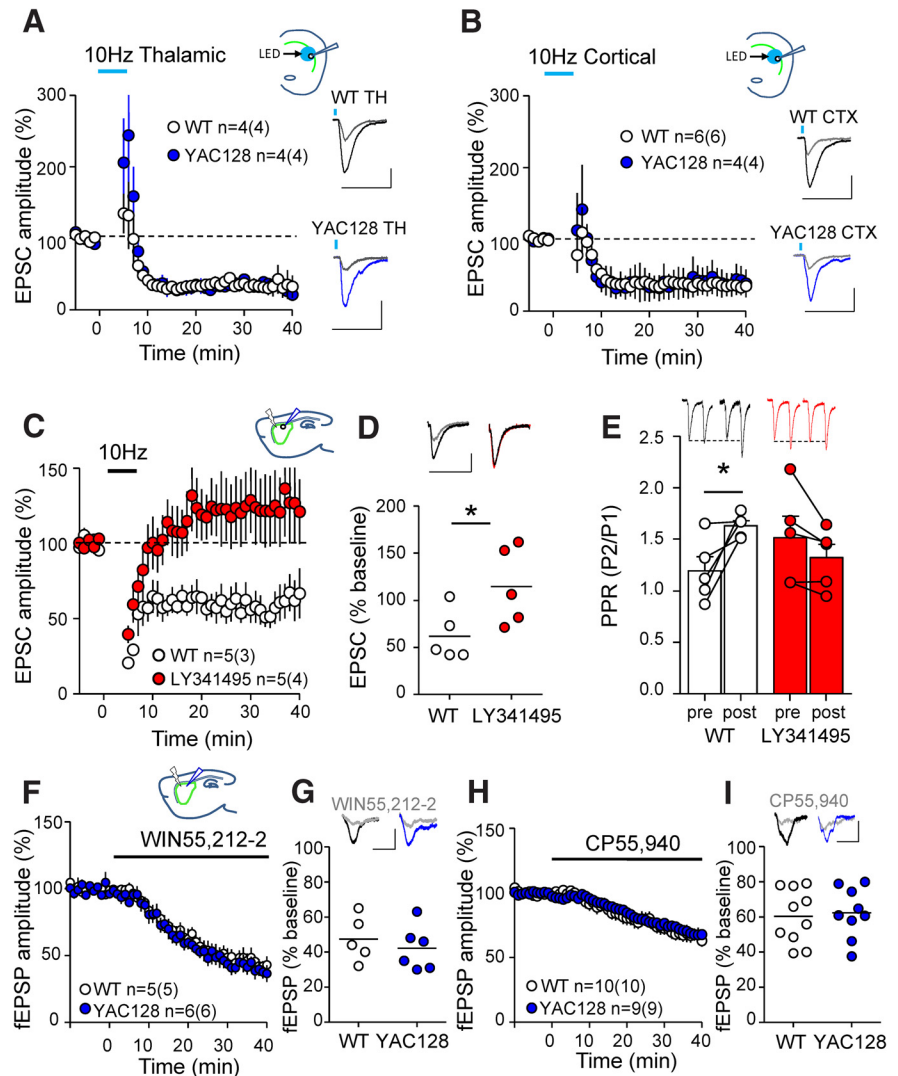 A
10Hz Thalamic
LED
EPSC amplitude (%)
300
200
100
0
WT n=4(4)
YAC128 n=4(4)
0 10 20 30 40
Time (min)
WT TH
YAC128 TH
B
10Hz Cortical
LED
EPSC amplitude (%)
300
200
100
0
WT n=6(6)
YAC128 n=4(4)
0 10 20 30 40
Time (min)
WT CTX
YAC128 CTX
C
10Hz
EPSC amplitude (%)
150
100
50
0
WT n=5(3)
LY341495 n=5(4)
0 10 20 30 40
Time (min)
D
EPSC (% baseline)
200
150
100
50
0
*
WT LY341495
E
PPR (P2/P1)
2.5
2.0
1.5
1.0
0.5
0.0
*
pre post pre post
WT LY341495
F
WIN55,212-2
fEPSP amplitude (%)
150
100
50
0
WT n=5(5)
YAC128 n=6(6)
0 10 20 30 40
Time (min)
G
WIN55,212-2
fEPSP (% baseline)
100
80
60
40
20
0
WT YAC128
H
CP55,940
fEPSP amplitude (%)
150
100
50
0
WT n=10(10)
YAC128 n=9(9)
0 10 20 30 40
Time (min)
I
CP55,940
fEPSP (% baseline)
100
80
60
40
20
0
WT YAC128